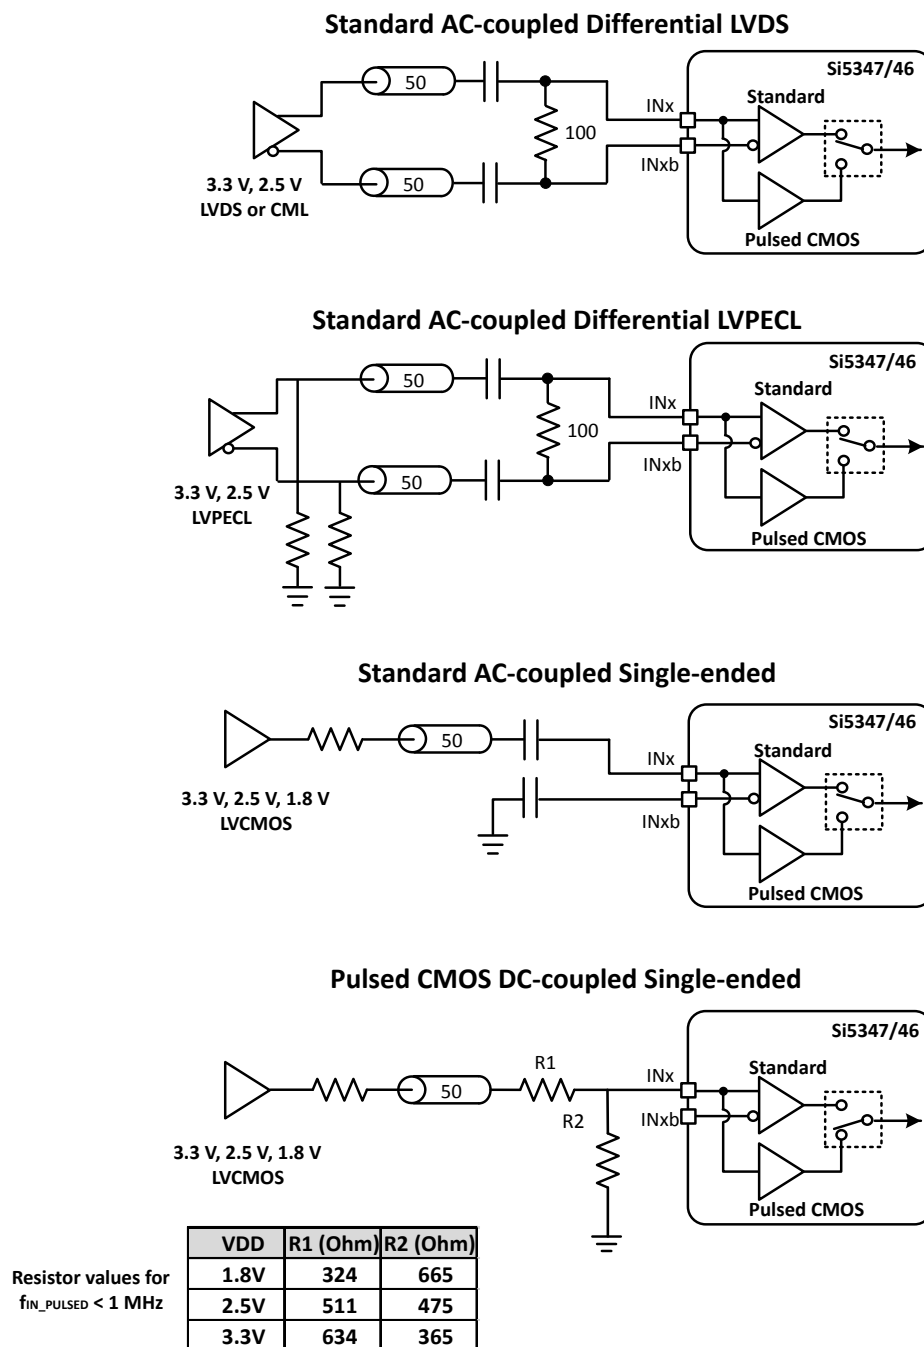 Standard AC-coupled Differential LVDS
Si5347/46
Standard
50
INx
100
INxb
50
3.3 V, 2.5 V
LVDS or CML
Pulsed CMOS
Standard AC-coupled Differential LVPECL
Si5347/46
Standard
50
INx
100
INxb
50
3.3 V, 2.5 V
LVPECL
Pulsed CMOS
Standard AC-coupled Single-ended
Si5347/46
Standard
50
INx
3.3 V, 2.5 V, 1.8 V
LVCMOS
INxb
Pulsed CMOS
Pulsed CMOS DC-coupled Single-ended
Si5347/46
Standard
R1
INx
50
R2
INxb
3.3 V, 2.5 V, 1.8 V
LVCMOS
Pulsed CMOS
VDD R1 (Ohm) R2 (Ohm)
Resistor values for
fIN_PULSED < 1 MHz
1.8V 324 665
2.5V 511 475
3.3V 634 365